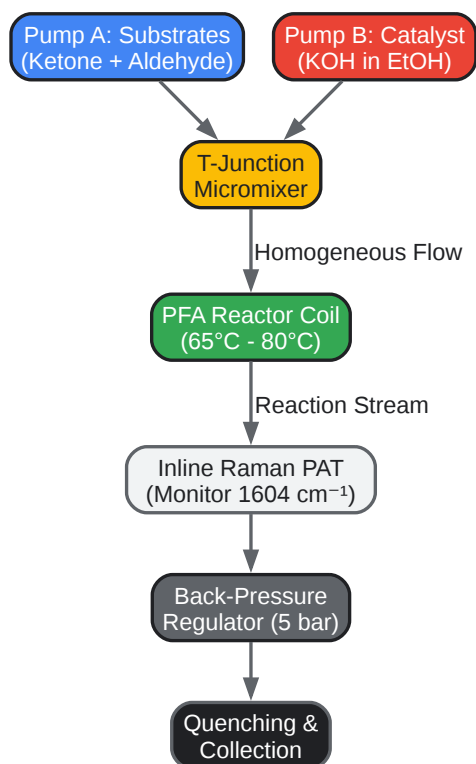 Pump A: Substrates
(Ketone + Aldehyde)
Pump B: Catalyst
(KOH in EtOH)
T-Junction
Micromixer
Homogeneous Flow
PFA Reactor Coil
(65°C - 80°C)
Reaction Stream
Inline Raman PAT
(Monitor 1604 cm⁻¹)
Back-Pressure
Regulator (5 bar)
Quenching &
Collection